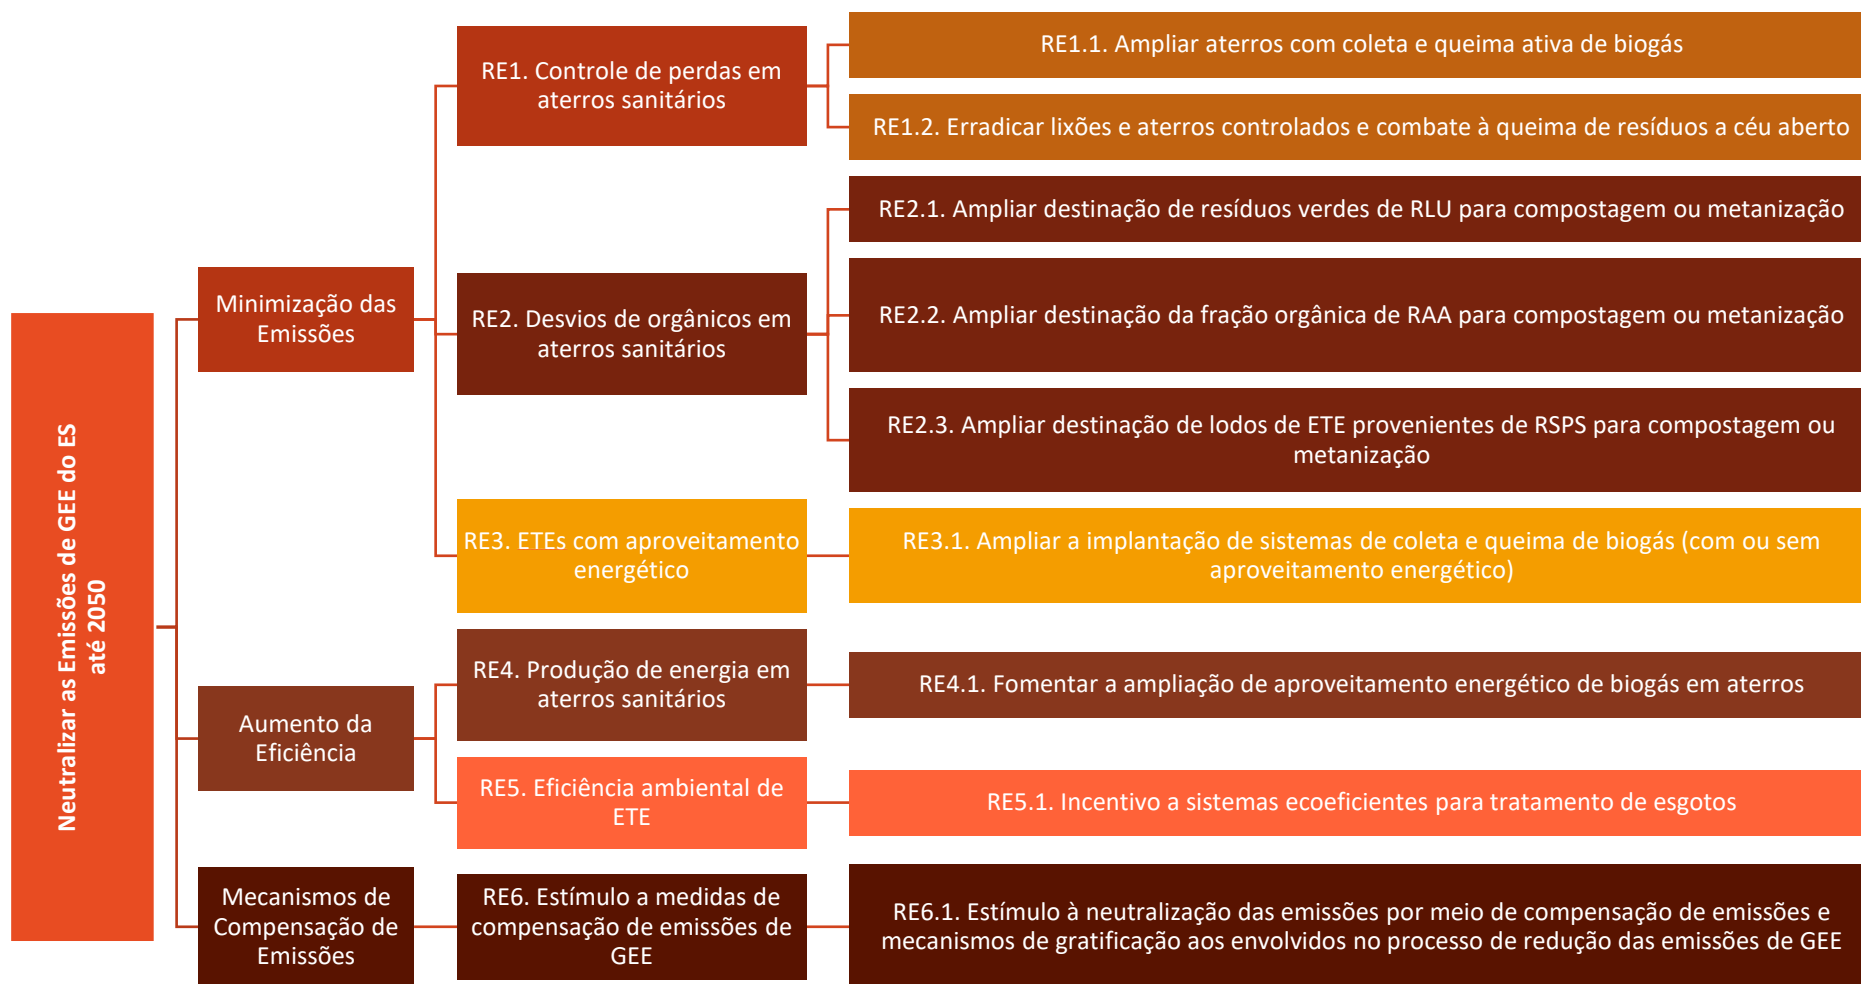 Neutralizar as Emissões de GEE do ES
até 2050
Minimização das
Emissões
RE1. Controle de perdas em
aterros sanitários
RE1.1. Ampliar aterros com coleta e queima ativa de biogás
RE1.2. Erradicar lixões e aterros controlados e combate à queima de resíduos a céu aberto
RE2. Desvios de orgânicos em
aterros sanitários
RE2.1. Ampliar destinação de resíduos verdes de RLU para compostagem ou metanização
RE2.2. Ampliar destinação da fração orgânica de RAA para compostagem ou metanização
RE2.3. Ampliar destinação de lodos de ETE provenientes de RSPS para compostagem ou
metanização
RE3. ETEs com aproveitamento
energético
RE3.1. Ampliar a implantação de sistemas de coleta e queima de biogás (com ou sem
aproveitamento energético)
Aumento da
Eficiência
RE4. Produção de energia em
aterros sanitários
RE4.1. Fomentar a ampliação de aproveitamento energético de biogás em aterros
RE5. Eficiência ambiental de
ETE
RE5.1. Incentivo a sistemas ecoeficientes para tratamento de esgotos
Mecanismos de
Compensação de
Emissões
RE6. Estímulo a medidas de
compensação de emissões de
GEE
RE6.1. Estímulo à neutralização das emissões por meio de compensação de emissões e
mecanismos de gratificação aos envolvidos no processo de redução das emissões de GEE